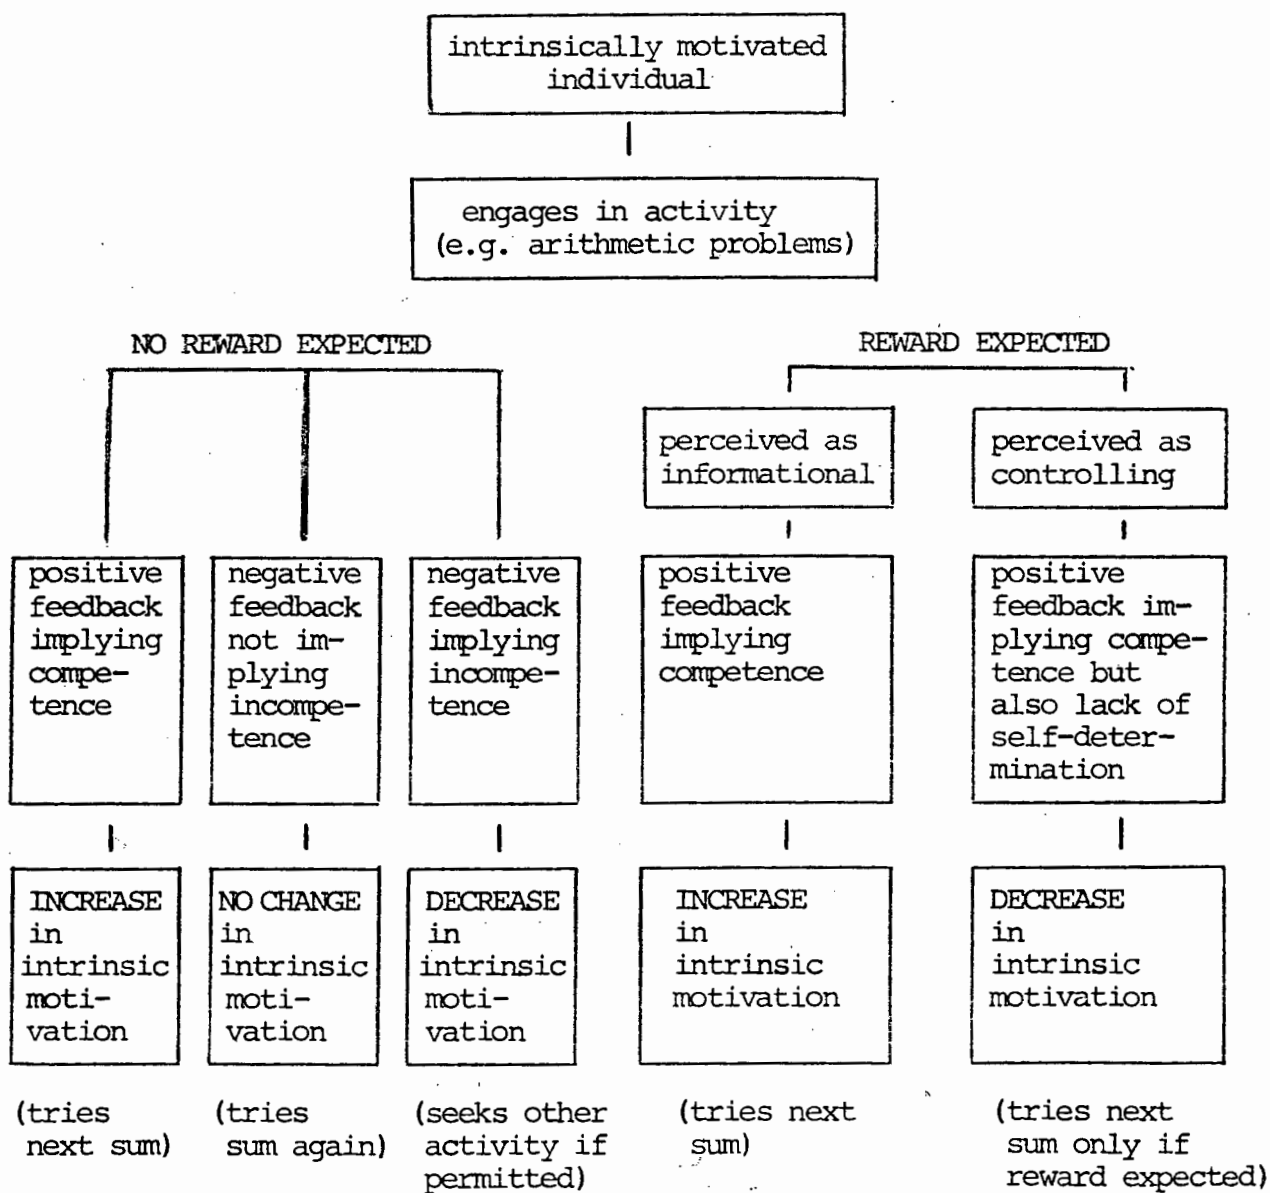 intrinsically motivated
individual
engages in activity
(e.g. arithmetic problems)
NO REWARD EXPECTED
REWARD EXPECTED
perceived as
informational
perceived as
controlling
positive
feedback
implying
compe-
tence
negative
feedback
not im-
plying
incompe-
tence
negative
feedback
implying
incompe-
tence
positive
feedback
implying
competence
positive
feedback im-
plying compe-
tence but
also lack of
self-deter-
mination
INCREASE
in
intrinsic
moti-
vation
NO CHANGE
in
intrinsic
moti-
vation
DECREASE
in
intrinsic
moti-
vation
INCREASE
in
intrinsic
motivation
DECREASE
in
intrinsic
motivation
(tries
next sum)
(tries
sum again)
(seeks other
activity if
permitted)
(tries next
sum)
(tries next
sum only if
reward expected)